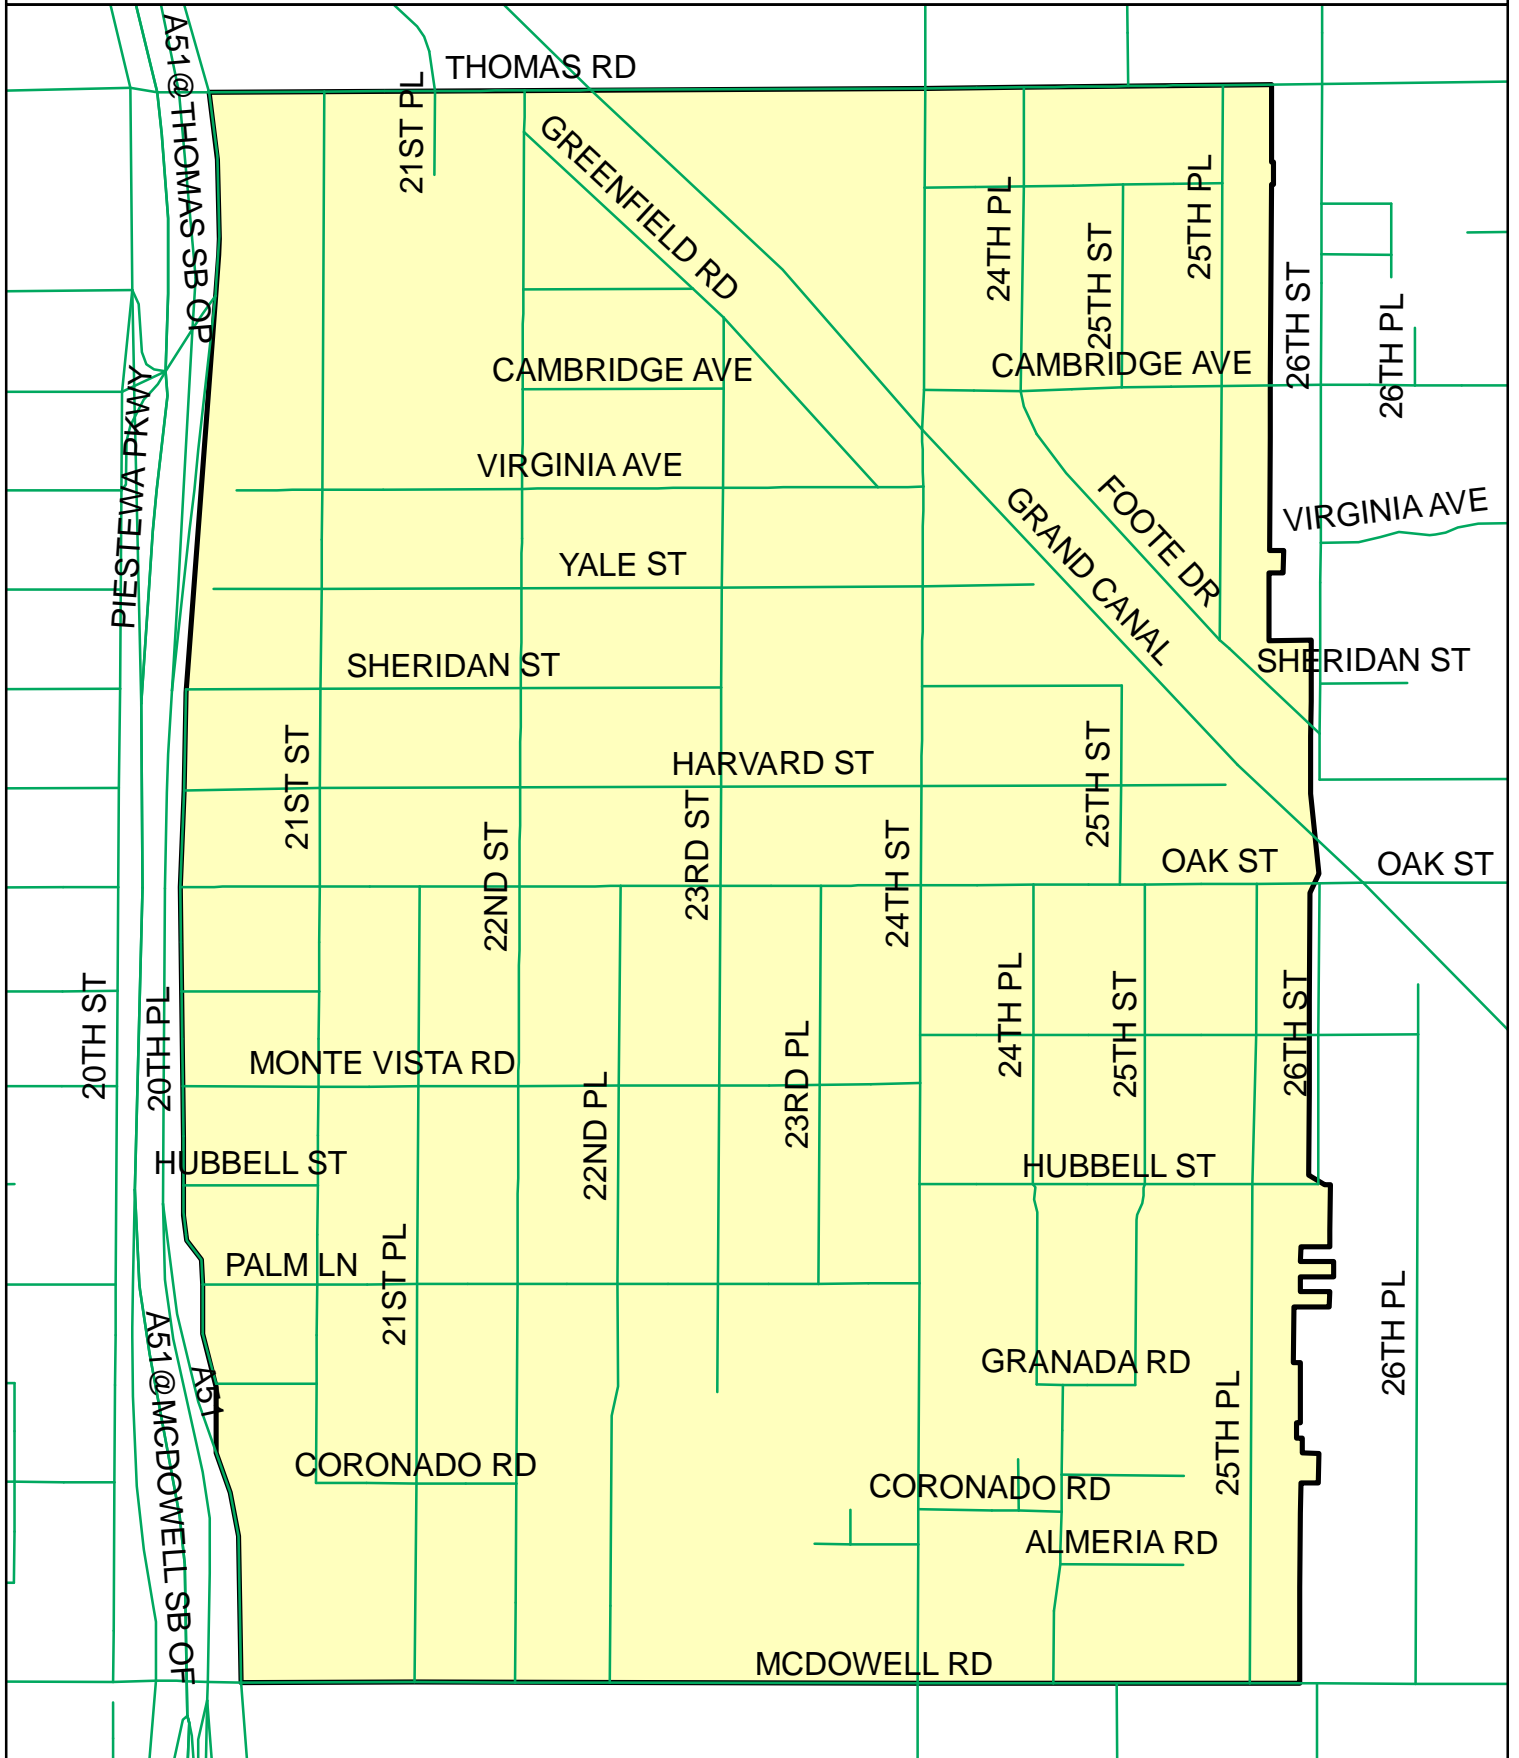 A51@THOMAS SB OP
THOMAS RD
21ST PL
GREENFIELD RD
24TH PL
25TH ST
25TH PL
26TH ST
26TH PL
CAMBRIDGE AVE
CAMBRIDGE AVE
PIESTEWA PKWY
VIRGINIA AVE
GRAND CANAL
FOOTE DR
VIRGINIA AVE
YALE ST
SHERIDAN ST
SHERIDAN ST
21ST ST
HARVARD ST
25TH ST
22ND ST
23RD ST
24TH ST
OAK ST
OAK ST
20TH ST
20TH PL
MONTE VISTA RD
22ND PL
23RD PL
24TH PL
25TH ST
26TH ST
HUBBELL ST
HUBBELL ST
PALM LN
21ST PL
A51@MCDOWELL SB OF
A51
GRANADA RD
25TH PL
26TH PL
CORONADO RD
CORONADO RD
ALMERIA RD
MCDOWELL RD